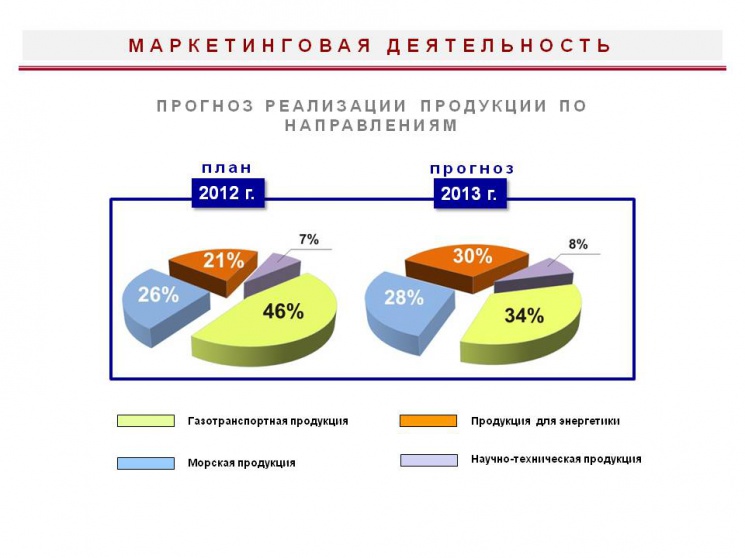 МАРКЕТИНГОВАЯ ДЕЯТЕЛЬНОСТЬ
ПРОГНОЗ РЕАЛИЗАЦИИ ПРОДУКЦИИ ПО
НАПРАВЛЕНИЯМ
план
2012 г.
прогноз
2013 г.
7%
21%
26%
46%
8%
30%
28%
34%
Газотранспортная продукция
Продукция для энергетики
Морская продукция
Научно-техническая продукция